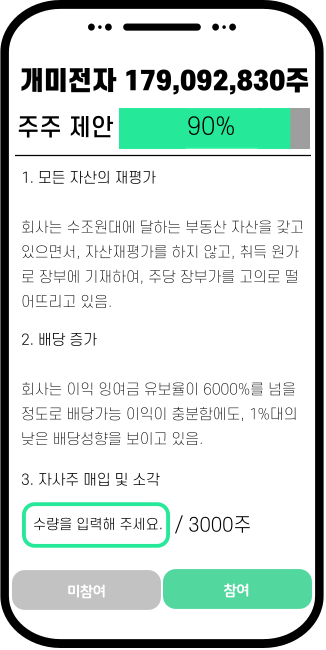 개미전자 179,092,830주
주주 제안 90%
1. 모든 자산의 재평가
회사는 수조원대에 달하는 부동산 자산을 갖고
있으면서, 자산재평가를 하지 않고, 취득 원가
로 장부에 기재하여, 주당 장부가를 고의로 떨
어뜨리고 있음.
2. 배당 증가
회사는 이익 잉여금 유보율이 6000%를 넘을
정도로 배당가능 이익이 충분함에도, 1%대의
낮은 배당성향을 보이고 있음.
3. 자사주 매입 및 소각
수량을 입력해 주세요. / 3000주
미참여 참여